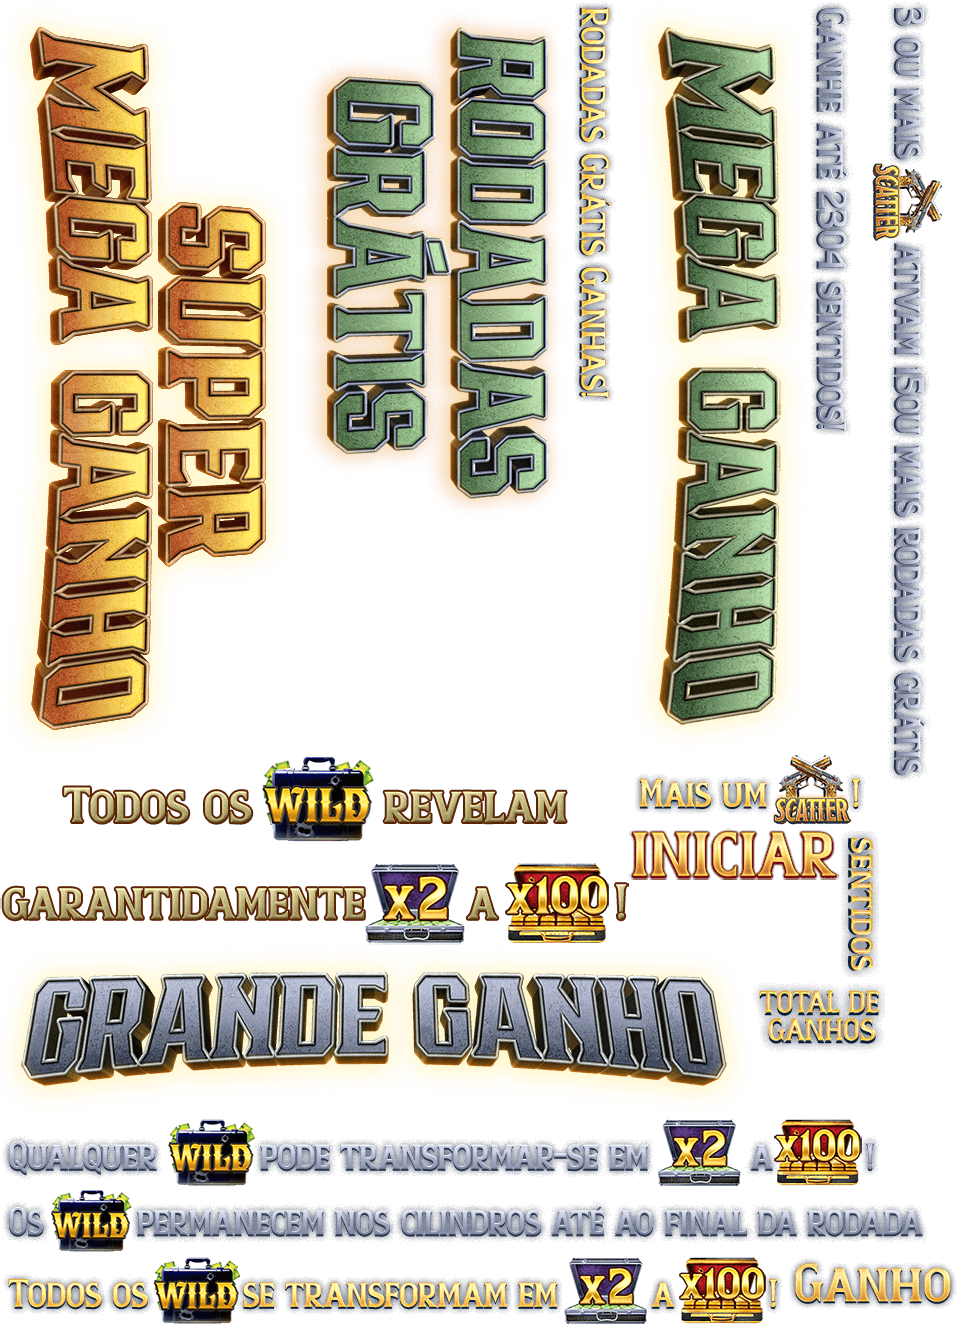 SUPER
MEGA GANHO
RODADAS
GRÁTIS
RODADAS GRÁTIS GANHAS!
MEGA GANHO
GANHE ATÉ 2304 SENTIDOS!
3 OU MAIS SCATTER ATIVAM 15OU MAIS RODADAS GRÁTIS
TODOS OS WILD REVELAM
GARANTIDAMENTE X2 A X100!
MAIS UM SCATTER!
INICIAR
SENTIDOS
TOTAL DE
GANHOS
GRANDE GANHO
QUALQUER WILD PODE TRANSFORMAR-SE EM X2 A X100!
OS WILD PERMANECEM NOS CILINDROS ATÉ AO FINAL DA RODADA
TODOS OS WILD SE TRANSFORMAM EM X2 A X100!
GANHO